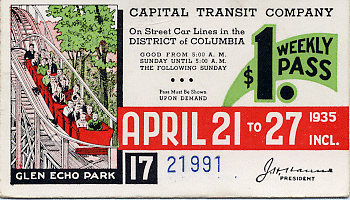 CAPITAL TRANSIT COMPANY
On Street Car Lines in the
DISTRICT of COLUMBIA
GOOD FROM 5:00 A. M.
SUNDAY UNTIL 5:00 A. M.
THE FOLLOWING SUNDAY
Pass Must Be Shown
UPON DEMAND
$1. WEEKLY
PASS
APRIL 21 TO 27 1935
INCL.
GLEN ECHO PARK
17 21991
PRESIDENT